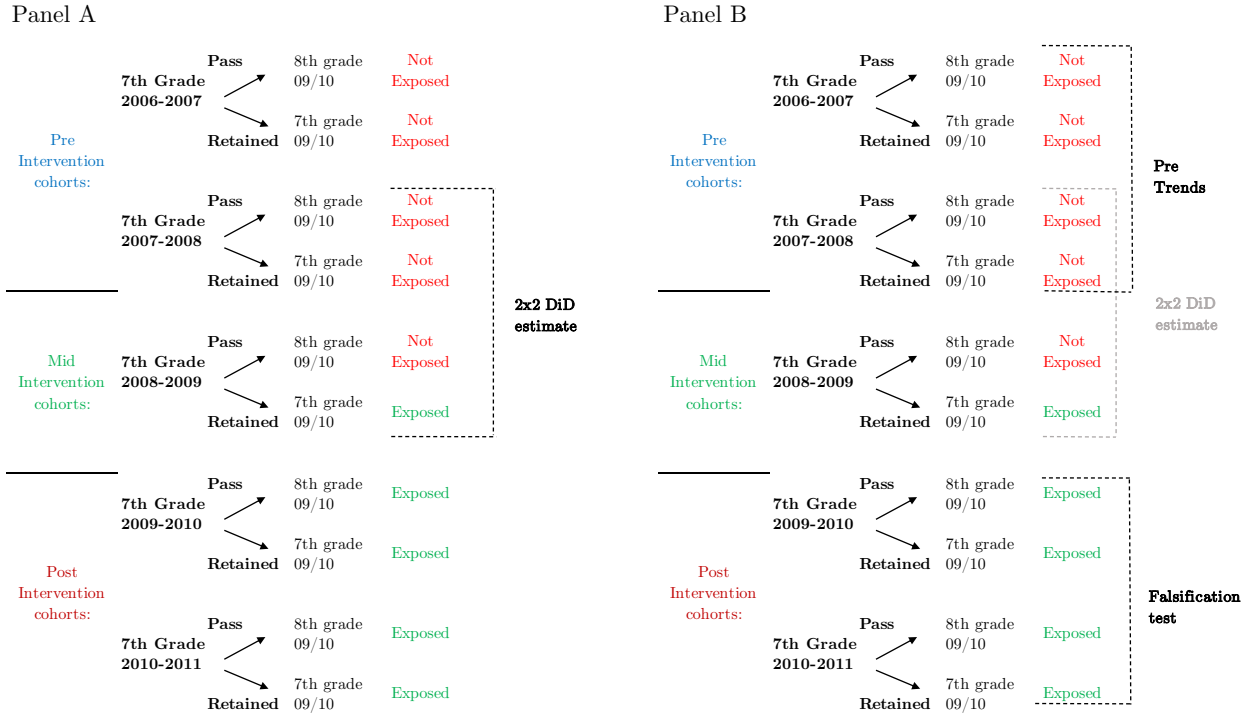 Panel A
Pre
Intervention
cohorts:
7th Grade
2006-2007
Pass
8th grade
09/10
Not
Exposed
Retained
7th grade
09/10
Not
Exposed
7th Grade
2007-2008
Pass
8th grade
09/10
Not
Exposed
Retained
7th grade
09/10
Not
Exposed
2x2 DiD
estimate
Mid
Intervention
cohorts:
7th Grade
2008-2009
Pass
8th grade
09/10
Not
Exposed
Retained
7th grade
09/10
Exposed
Post
Intervention
cohorts:
7th Grade
2009-2010
Pass
8th grade
09/10
Exposed
Retained
7th grade
09/10
Exposed
7th Grade
2010-2011
Pass
8th grade
09/10
Exposed
Retained
7th grade
09/10
Exposed
Panel B
Pre
Intervention
cohorts:
7th Grade
2006-2007
Pass
8th grade
09/10
Not
Exposed
Retained
7th grade
09/10
Not
Exposed
Pre
Trends
7th Grade
2007-2008
Pass
8th grade
09/10
Not
Exposed
Retained
7th grade
09/10
Not
Exposed
2x2 DiD
estimate
Mid
Intervention
cohorts:
7th Grade
2008-2009
Pass
8th grade
09/10
Not
Exposed
Retained
7th grade
09/10
Exposed
Post
Intervention
cohorts:
7th Grade
2009-2010
Pass
8th grade
09/10
Exposed
Retained
7th grade
09/10
Exposed
Falsification
test
7th Grade
2010-2011
Pass
8th grade
09/10
Exposed
Retained
7th grade
09/10
Exposed